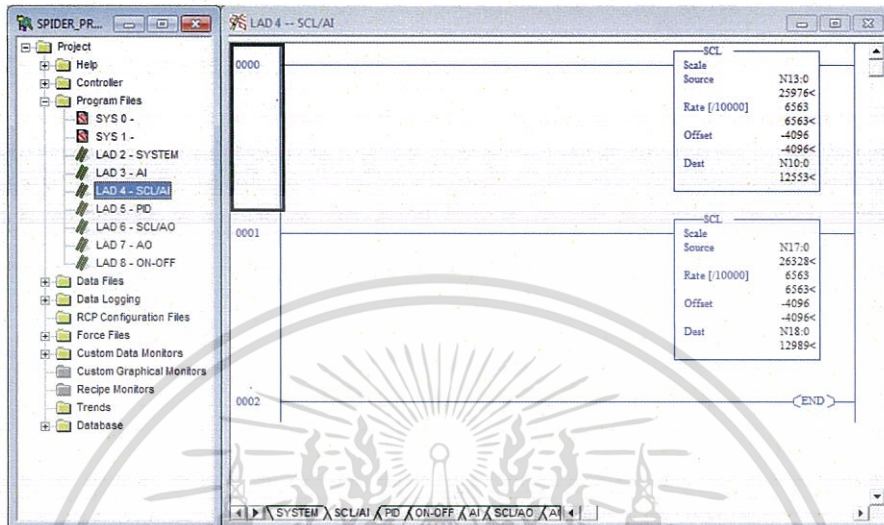 SPIDER_PR...
Project
Help
Controller
Program Files
SYS 0 -
SYS 1 -
LAD 2 - SYSTEM
LAD 3 - AI
LAD 4 - SCL/AI
LAD 5 - PID
LAD 6 - SCL/AO
LAD 7 - AO
LAD 8 - ON-OFF
Data Files
Data Logging
RCP Configuration Files
Force Files
Custom Data Monitors
Custom Graphical Monitors
Recipe Monitors
Trends
Database
LAD 4 -- SCL/AI
0000
SCL
Scale
Source N13:0
25976<
Rate [/10000] 6563
6563<
Offset -4096
-4096<
Dest N10:0
12553<
0001
SCL
Scale
Source N17:0
26328<
Rate [/10000] 6563
6563<
Offset -4096
-4096<
Dest N18:0
12989<
0002
END
SYSTEM SCL/AI PID ON-OFF AI SCL/AO